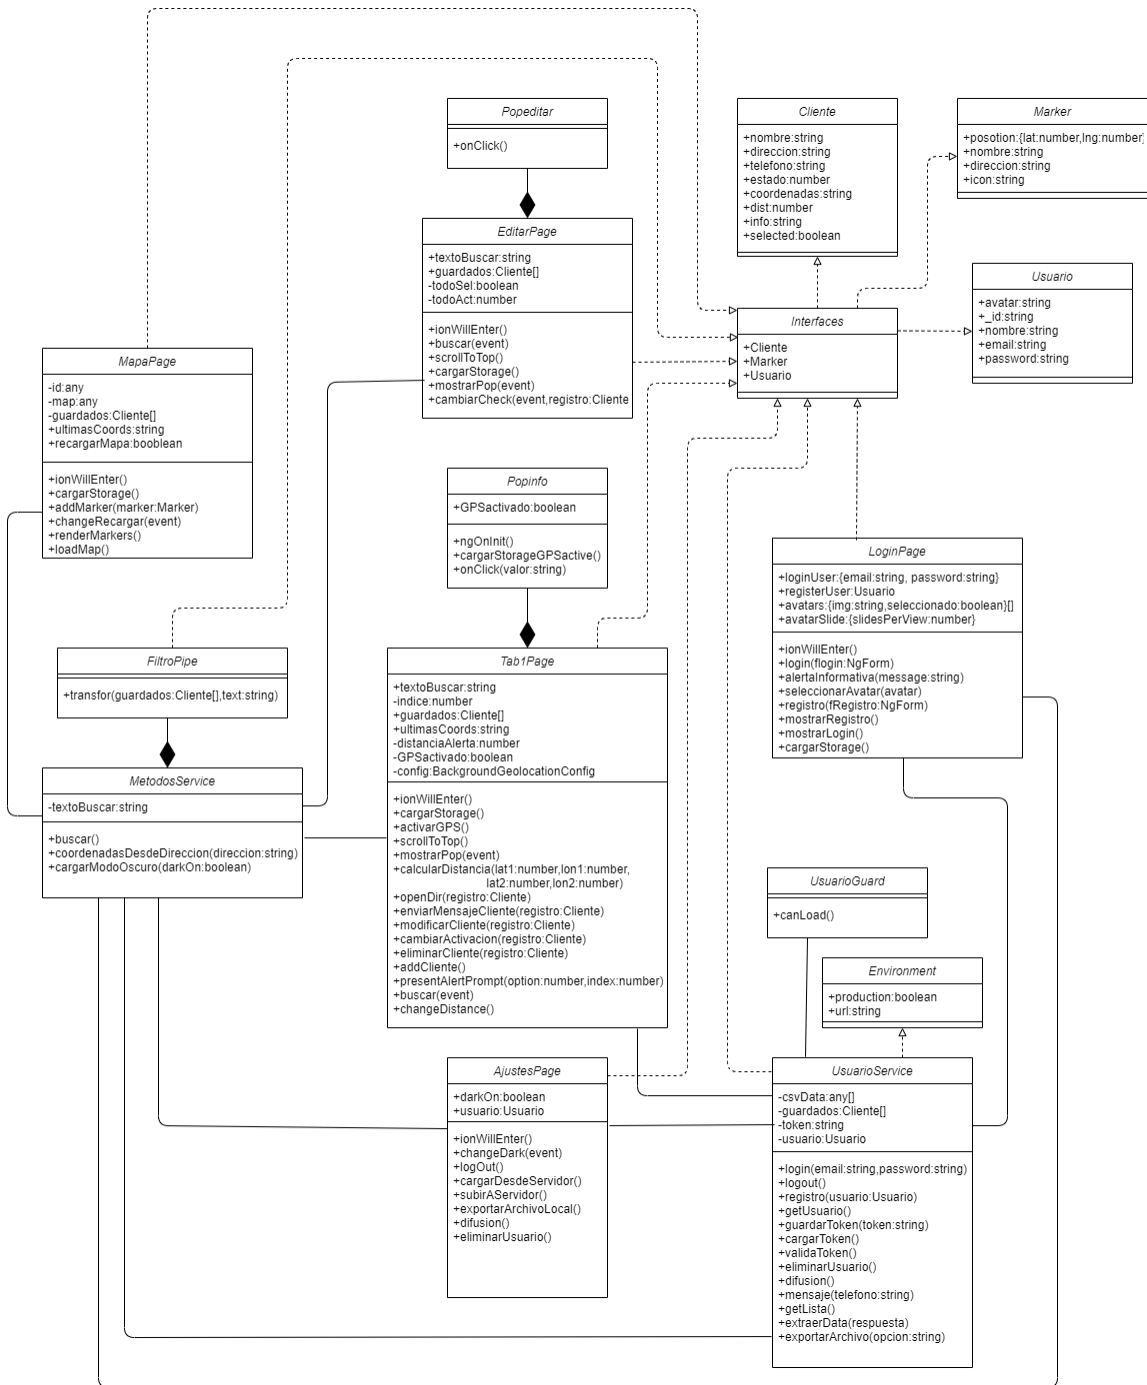 Popeditar
+onClick()
Cliente
+nombre:string
+direccion:string
+telefono:string
+estado:number
+coordenadas:string
+dist:number
+info:string
+selected:boolean
Marker
+posotion:{lat:number,lng:number}
+nombre:string
+direccion:string
+icon:string
EditarPage
+textoBuscar:string
+guardados:Cliente[]
-todoSel:boolean
-todoAct:number
+ionWillEnter()
+buscar(event)
+scrollToTop()
+cargarStorage()
+mostrarPop(event)
+cambiarCheck(event,registro:Cliente
Usuario
+avatar:string
+_id:string
+nombre:string
+email:string
+password:string
Interfaces
+Cliente
+Marker
+Usuario
MapaPage
-id:any
-map:any
-guardados:Cliente[]
+ultimasCoords:string
+recargarMapa:booblean
+ionWillEnter()
+cargarStorage()
+addMarker(marker:Marker)
+changeRecargar(event)
+renderMarkers()
+loadMap()
Popinfo
+GPSactivado:boolean
+ngOnInit()
+cargarStorageGPSactive()
+onClick(valor:string)
LoginPage
+loginUser:{email:string, password:string}
+registerUser:Usuario
+avatars:{img:string,seleccionado:boolean}[]
+avatarSlide:{slidesPerView:number}
+ionWillEnter()
+login(flogin:NgForm)
+alertaInformativa(message:string)
+seleccionarAvatar(avatar)
+registro(fRegistro:NgForm)
+mostrarRegistro()
+mostrarLogin()
+cargarStorage()
FiltroPipe
+transfor(guardados:Cliente[],text:string)
Tab1Page
+textoBuscar:string
-indice:number
+guardados:Cliente[]
+ultimasCoords:string
-distanciaAlerta:number
-GPSactivado:boolean
-config:BackgroundGeolocationConfig
+ionWillEnter()
+cargarStorage()
+activarGPS()
+scrollToTop()
+mostrarPop(event)
+calcularDistancia(lat1:number,lon1:number,
lat2:number,lon2:number)
+openDir(registro:Cliente)
+enviarMensajeCliente(registro:Cliente)
+modificarCliente(registro:Cliente)
+cambiarActivacion(registro:Cliente)
+eliminarCliente(registro:Cliente)
+addCliente()
+presentAlertPrompt(option:number,index:number)
+buscar(event)
+changeDistance()
MetodosService
-textoBuscar:string
+buscar()
+coordenadasDesdeDireccion(direccion:string)
+cargarModoOscuro(darkOn:boolean)
UsuarioGuard
+canLoad()
Environment
+production:boolean
+url:string
AjustesPage
+darkOn:boolean
+usuario:Usuario
+ionWillEnter()
+changeDark(event)
+logOut()
+cargarDesdeServidor()
+subirAServidor()
+exportarArchivoLocal()
+difusion()
+eliminarUsuario()
UsuarioService
-csvData:any[]
-guardados:Cliente[]
-token:string
-usuario:Usuario
+login(email:string,password:string)
+logout()
+registro(usuario:Usuario)
+getUsuario()
+guardarToken(token:string)
+cargarToken()
+validaToken()
+eliminarUsuario()
+difusion()
+mensaje(telefono:string)
+getLista()
+extraerData(respuesta)
+exportarArchivo(opcion:string)